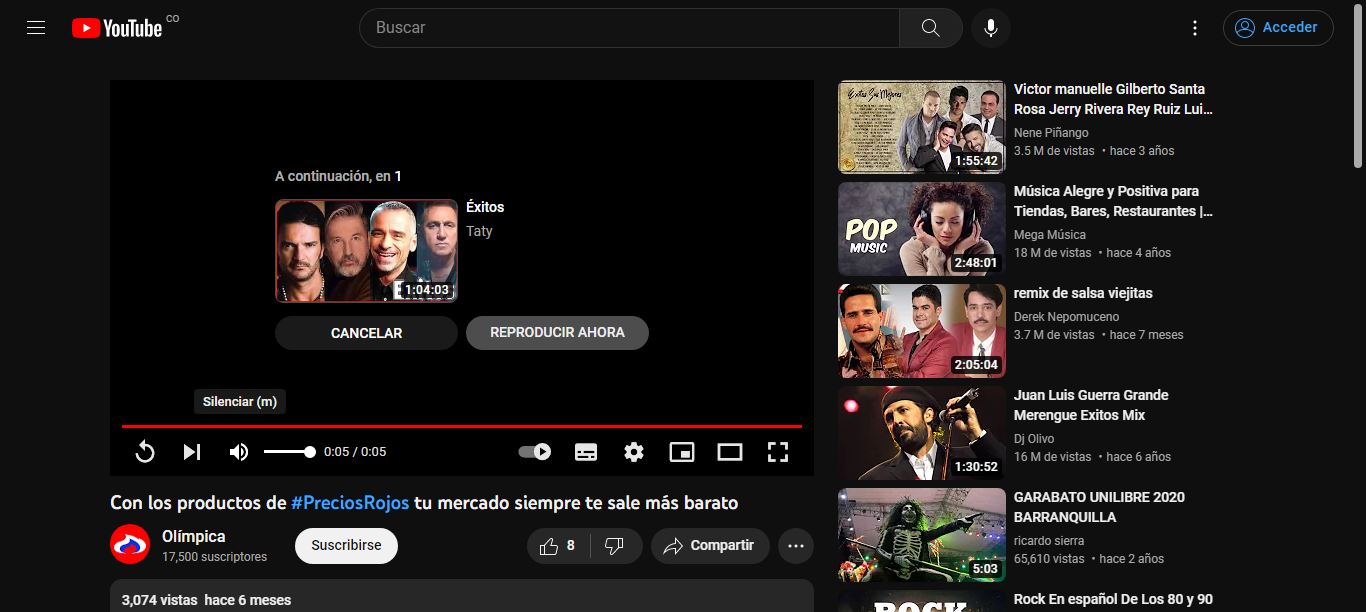 YouTube CO
Buscar
Acceder
A continuación, en 1
1:04:03
Éxitos
Taty
CANCELAR
REPRODUCIR AHORA
Silenciar (m)
0:05 / 0:05
Con los productos de #PreciosRojos tu mercado siempre te sale más barato
Olímpica
17,500 suscriptores
Suscribirse
8
Compartir
3,074 vistas hace 6 meses
Éxitos Sus Mejores
1:55:42
Victor manuelle Gilberto Santa
Rosa Jerry Rivera Rey Ruiz Lui...
Nene Piñango
3.5 M de vistas • hace 3 años
POP
MUSIC
2:48:01
Música Alegre y Positiva para
Tiendas, Bares, Restaurantes |...
Mega Música
18 M de vistas • hace 4 años
2:05:04
remix de salsa viejitas
Derek Nepomuceno
3.7 M de vistas • hace 7 meses
1:30:52
Juan Luis Guerra Grande
Merengue Exitos Mix
Dj Olivo
16 M de vistas • hace 6 años
5:03
GARABATO UNILIBRE 2020
BARRANQUILLA
ricardo sierra
65,610 vistas • hace 2 años
ROCK
Rock En español De Los 80 y 90